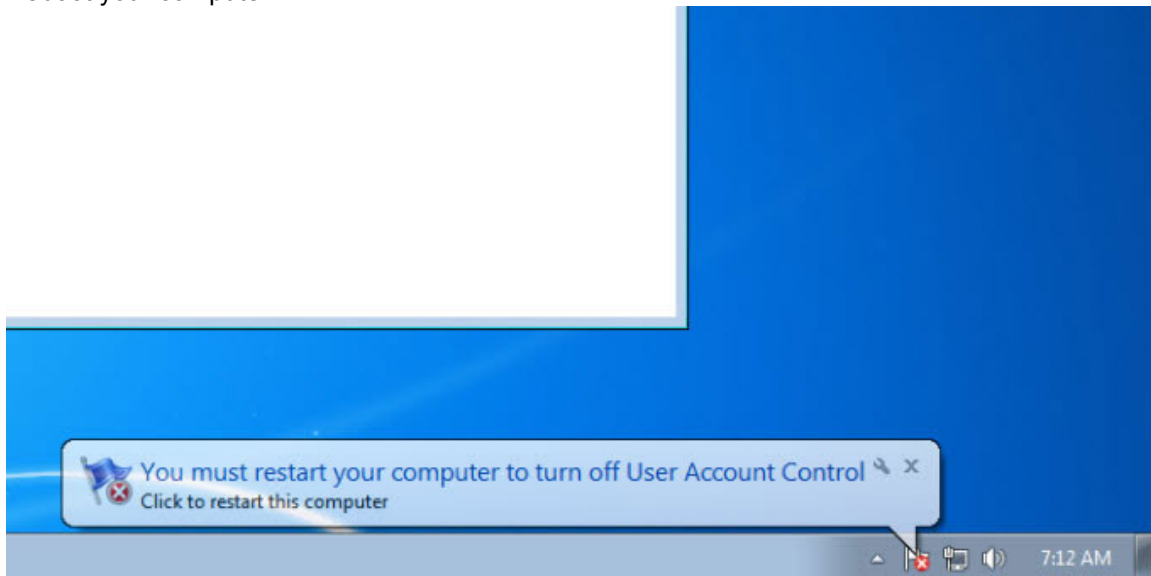 You must restart your computer to turn off User Account Control
Click to restart this computer
7:12 AM